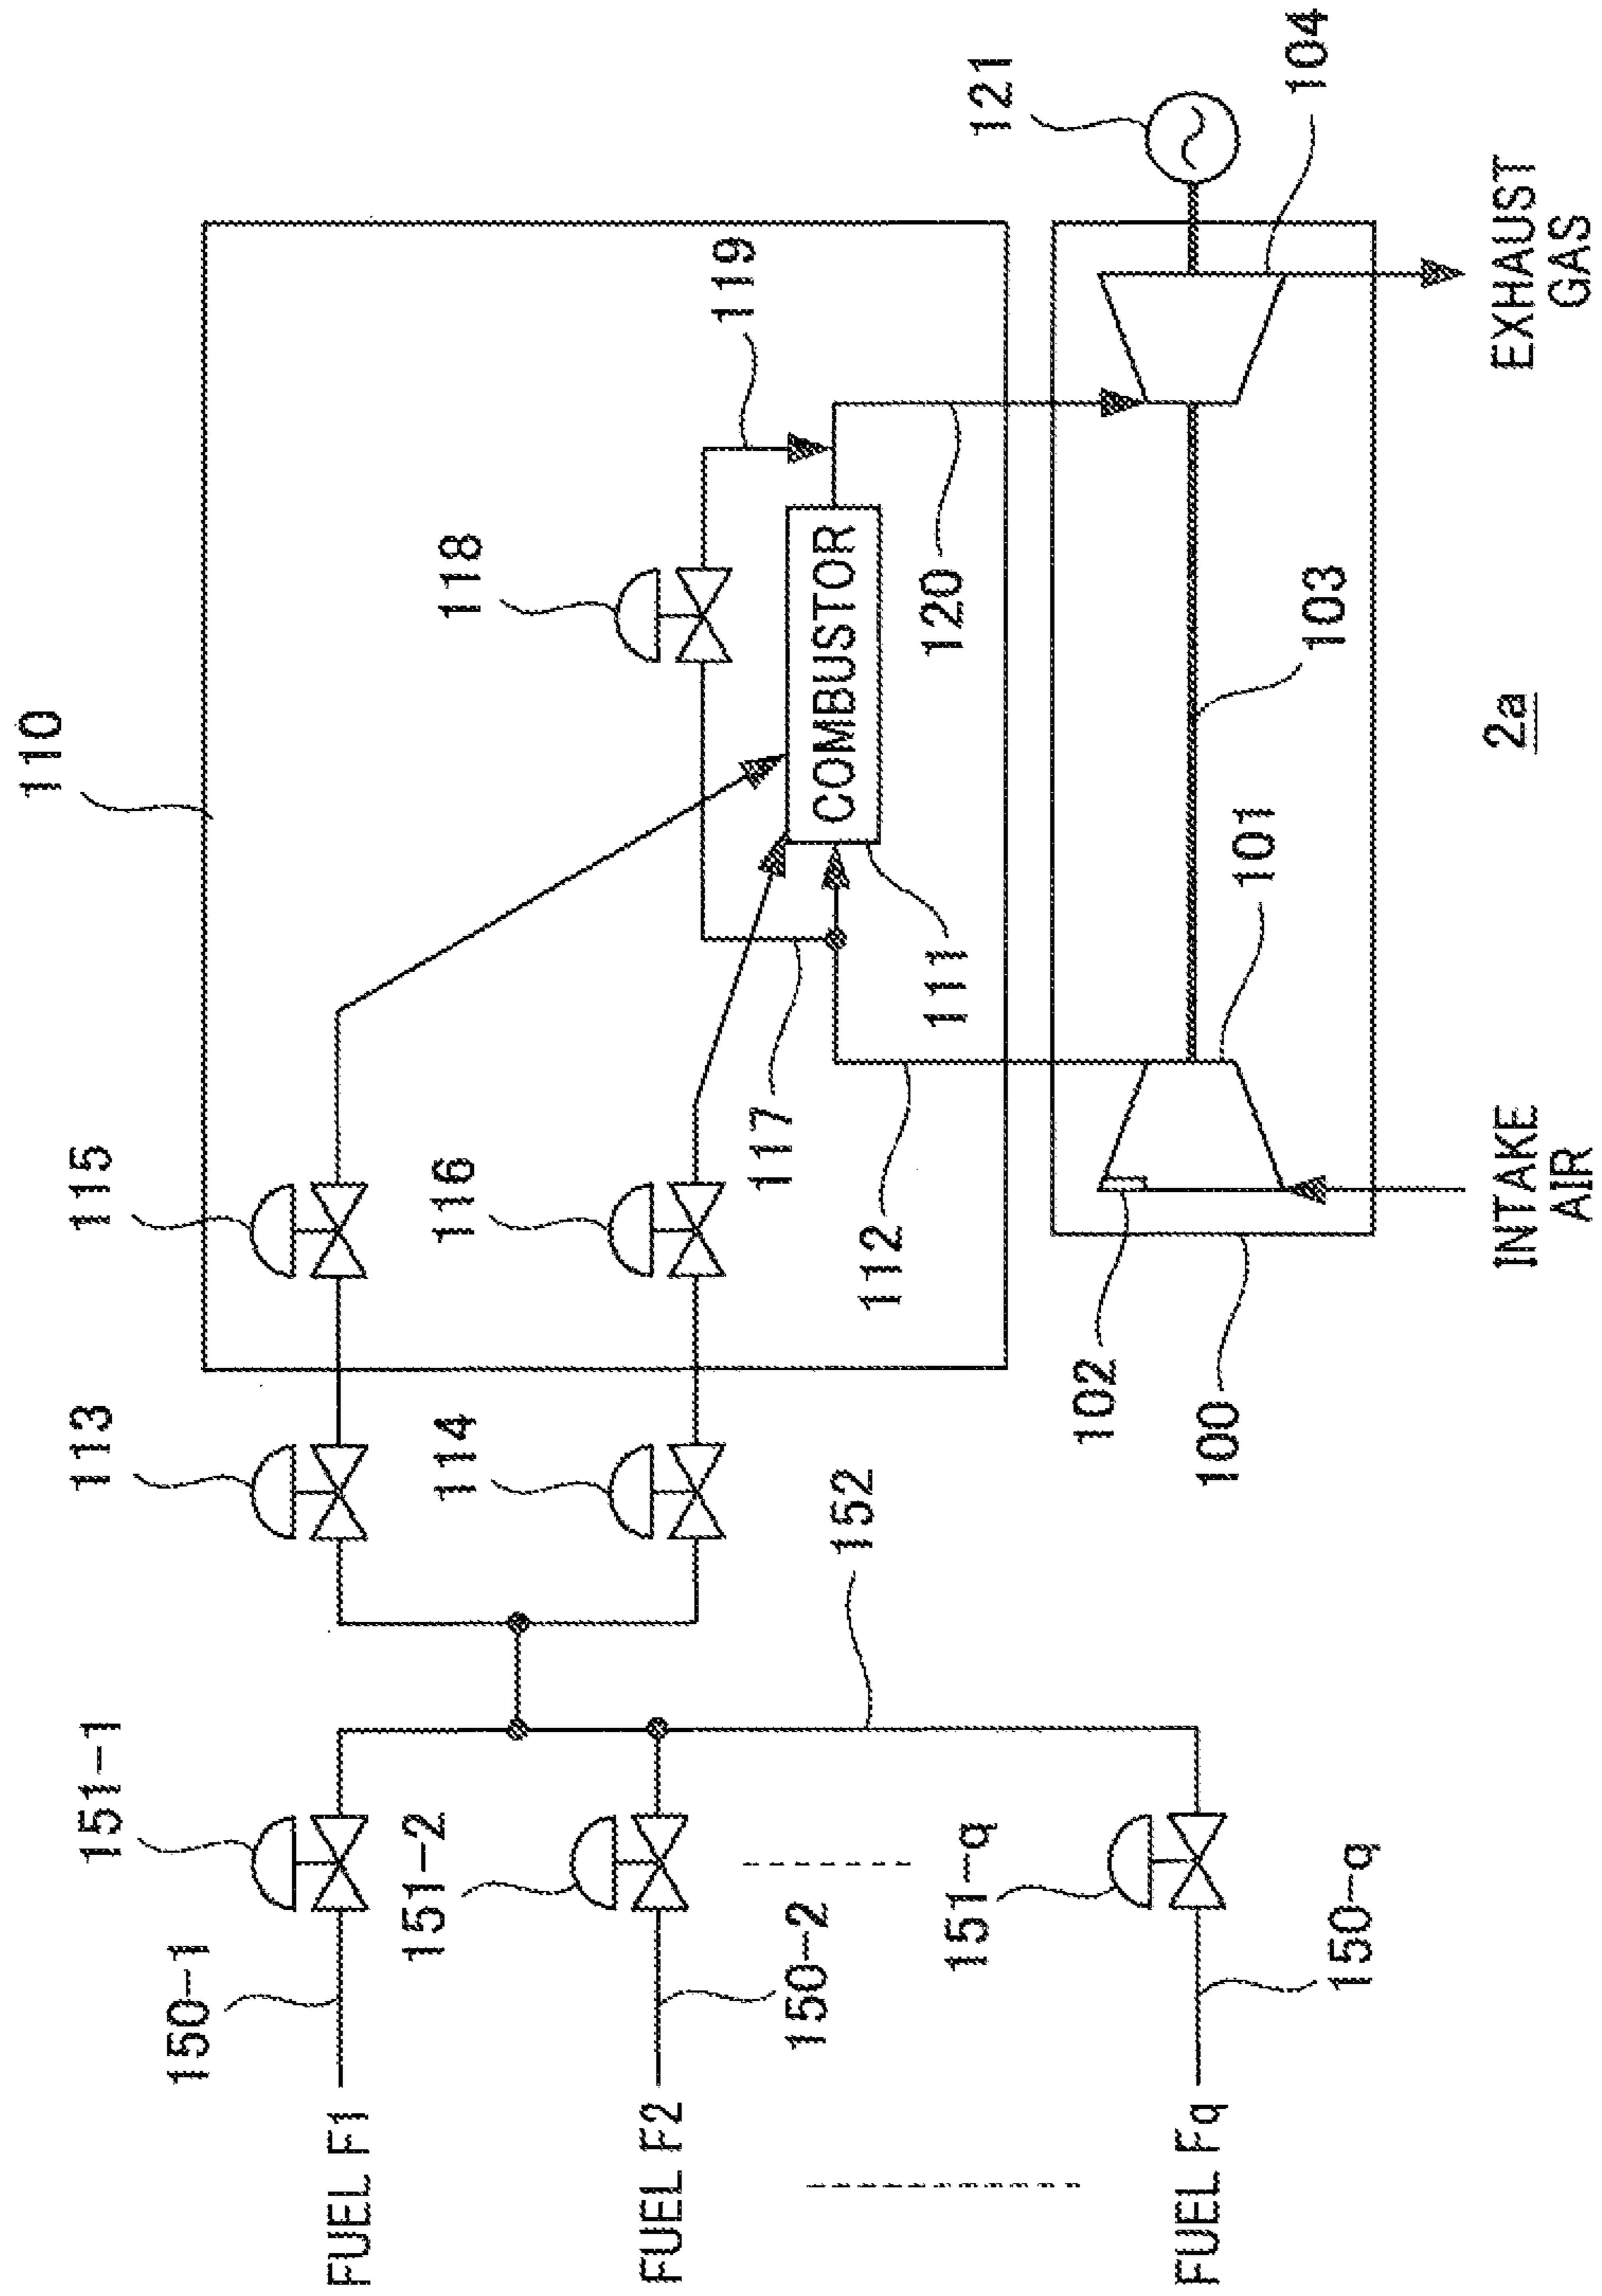 110
118
119
121
104
115
116
113
114
117
112
111
120
COMBUSTOR
102
100
101
103
151-1
150-1
151-2
150-2
151-q
150-q
152
FUEL F1
FUEL F2
FUEL Fq
INTAKE
AIR
2a
EXHAUST
GAS